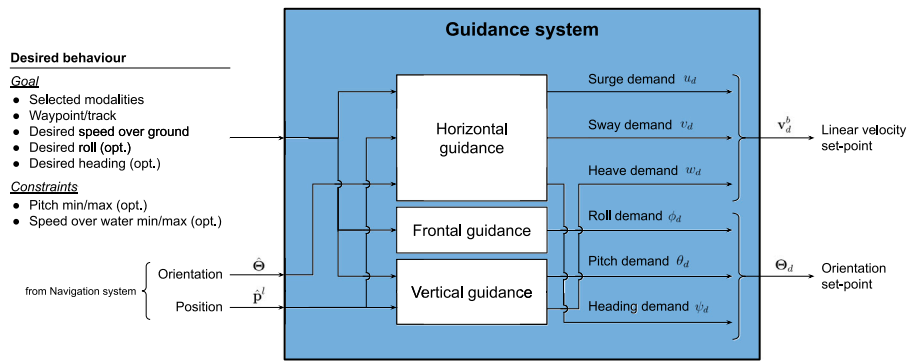 Guidance system
Desired behaviour
Goal
● Selected modalities
● Waypoint/track
● Desired speed over ground
● Desired roll (opt.)
● Desired heading (opt.)
Constraints
● Pitch min/max (opt.)
● Speed over water min/max (opt.)
from Navigation system
Orientation
Θ̂
Position
p̂ˡ
Horizontal
guidance
Frontal guidance
Vertical guidance
Surge demand u_d
Sway demand v_d
Heave demand w_d
Roll demand ϕ_d
Pitch demand θ_d
Heading demand ψ_d
v_d^b
Linear velocity
set-point
Θ_d
Orientation
set-point